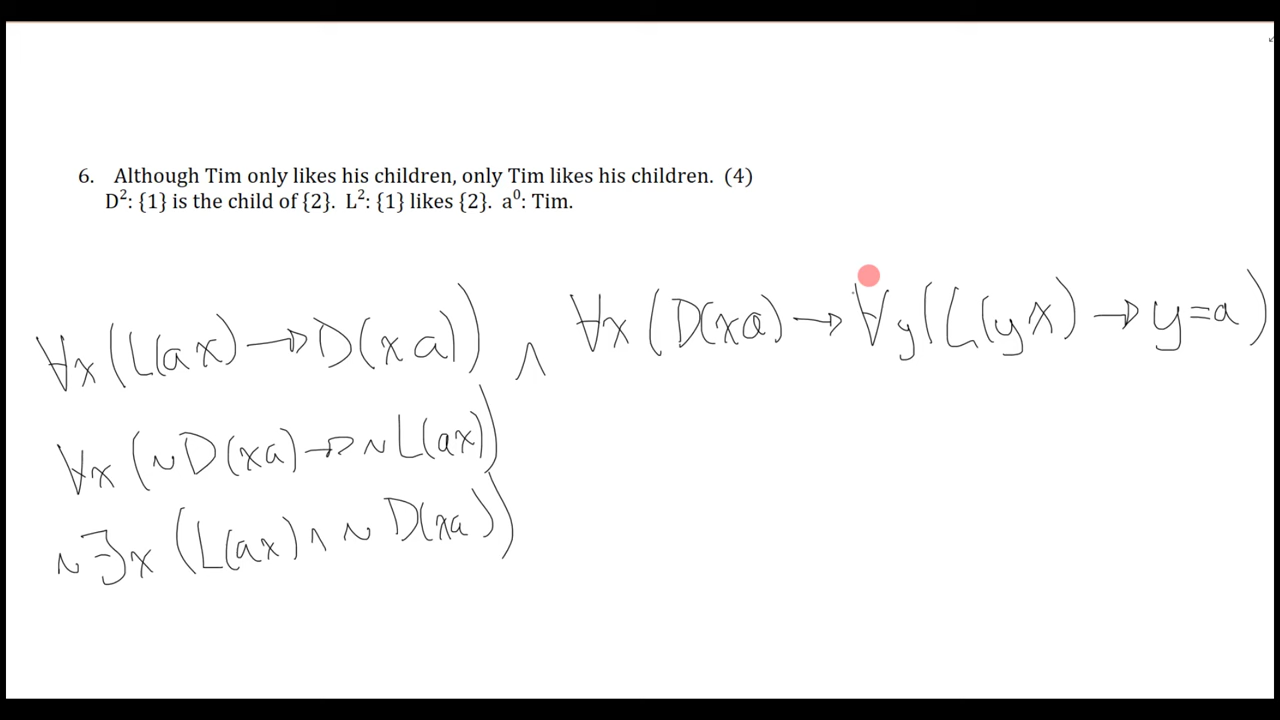 6. Although Tim only likes his children, only Tim likes his children. (4)
D²: {1} is the child of {2}. L²: {1} likes {2}. a⁰: Tim.
∀x(L(ax)→D(xa)) ∧ ∀x(D(xa)→∀y(L(yx)→y=a)
∀x(~D(xa)→~L(ax))
~∃x(L(ax)∧~D(xa))